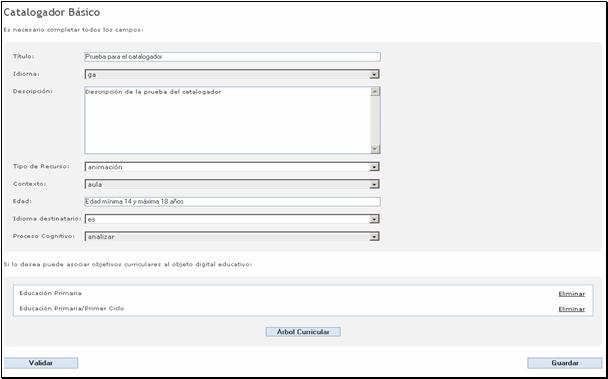 Catalogador Básico
Es necesario completar todos los campos:
Título: Prueba para el catalogador
Idioma: ga
Descripción: Descripción de la prueba del catalogador
Tipo de Recurso: animación
Contexto: aula
Edad: Edad mínima 14 y máxima 18 años
Idioma destinatario: es
Proceso Cognitivo: analizar
Si lo desea puede asociar objetivos curriculares al objeto digital educativo:
Educación Primaria Eliminar
Educación Primaria/Primer Ciclo Eliminar
Árbol Curricular
Validar Guardar